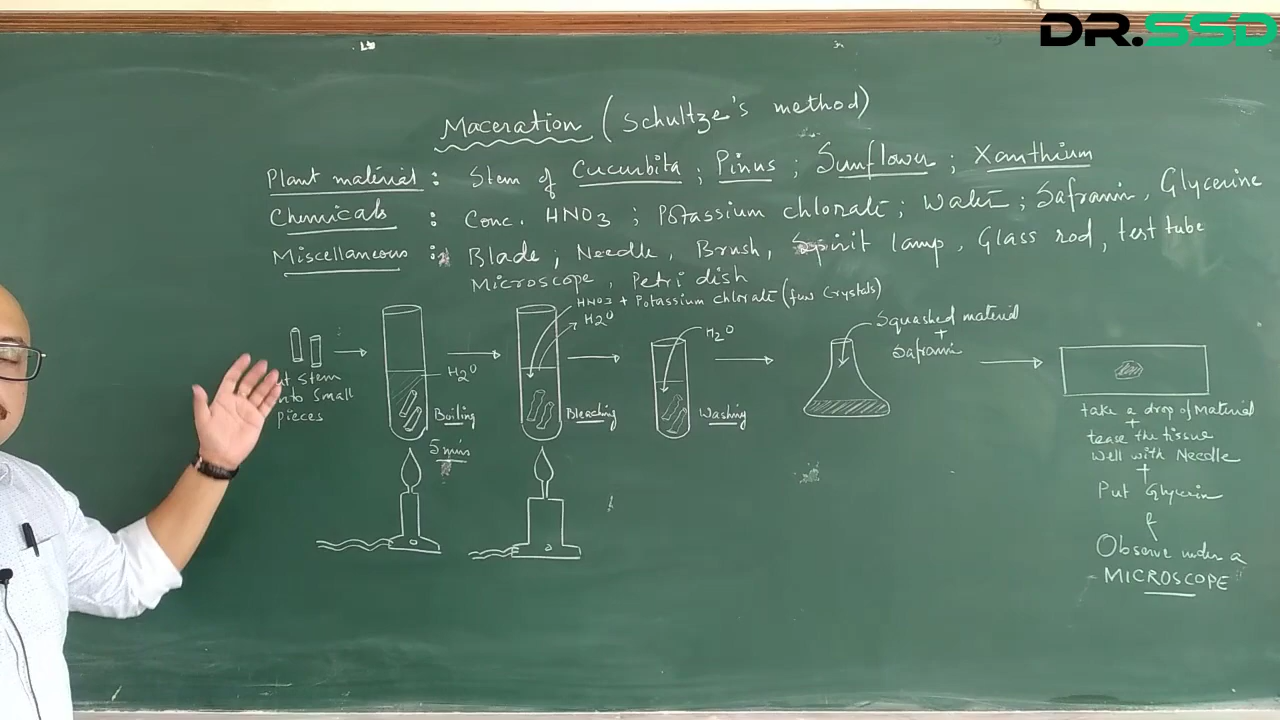 DR.SSD
Maceration (Schultze's method)
Plant material : Stem of Cucurbita ; Pinus ; Sunflower ; Xanthium
Chemicals : Conc. HNO3 ; Potassium chlorate ; Water ; Safranin, Glycerine
Miscellaneous : Blade, Needle, Brush, Spirit lamp, Glass rod, test tube
Microscope, Petri dish
HNO3 + Potassium chlorate (few Crystals)
H2O
stem
into small
pieces
H2O
Boiling
5 mins
Bleaching
H2O
Washing
Squashed material
+
Safranin
take a drop of Material
+
tease the tissue
well with Needle
+
Put Glycerin
&
Observe under a
MICROSCOPE